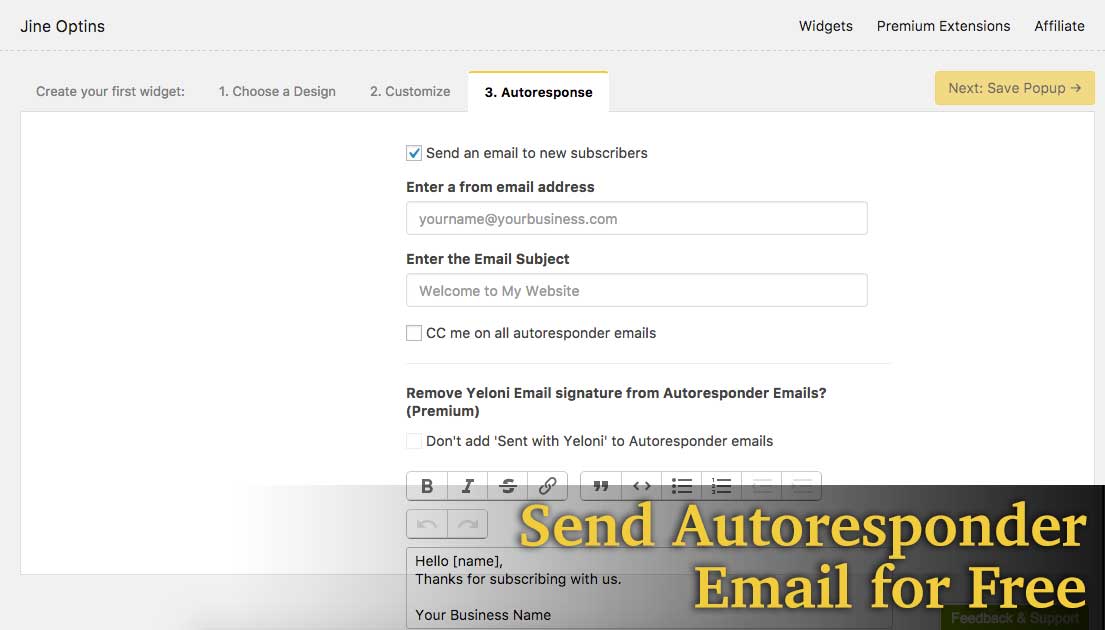 Jine Optins
Widgets
Premium Extensions
Affiliate
Create your first widget:
1. Choose a Design
2. Customize
3. Autoresponse
Next: Save Popup →
Send an email to new subscribers
Enter a from email address
yourname@yourbusiness.com
Enter the Email Subject
Welcome to My Website
CC me on all autoresponder emails
Remove Yeloni Email signature from Autoresponder Emails?
(Premium)
Don't add 'Sent with Yeloni' to Autoresponder emails
B I S
Send Autoresponder
Email for Free
Hello [name],
Thanks for subscribing with us.
Your Business Name
Feedback & Support